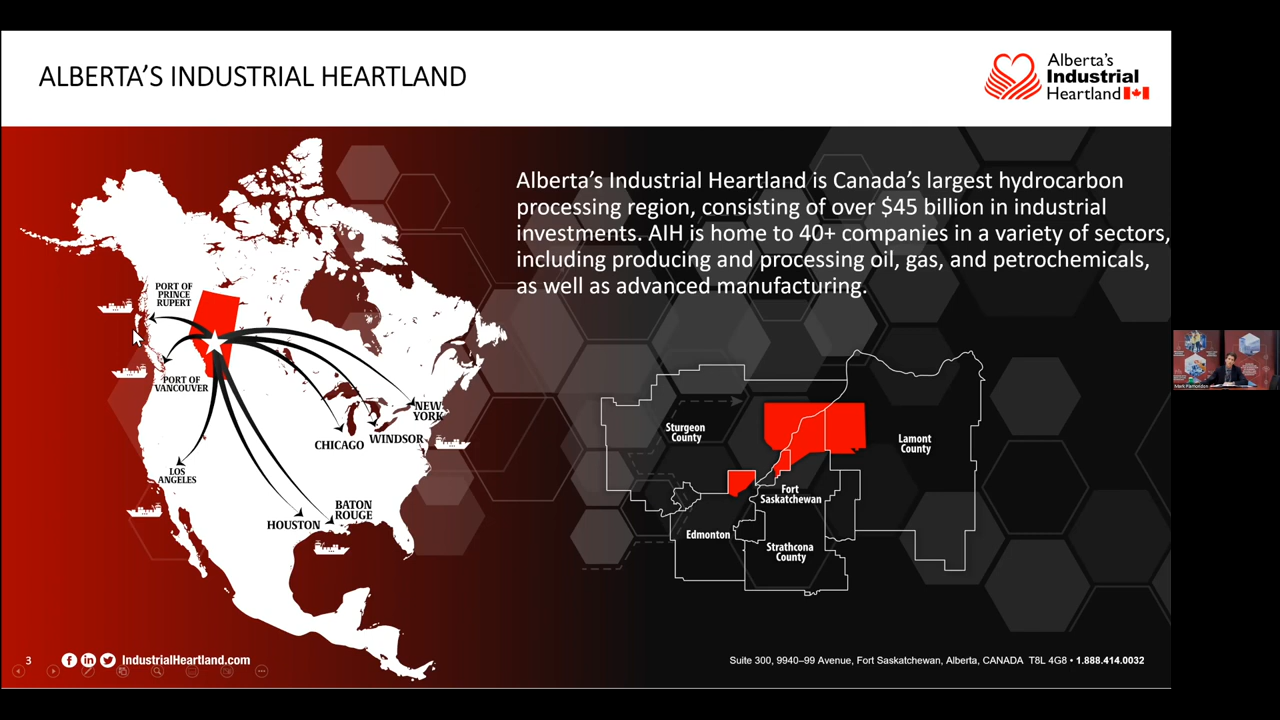 ALBERTA'S INDUSTRIAL HEARTLAND
Alberta's
Industrial
Heartland
Alberta's Industrial Heartland is Canada's largest hydrocarbon
processing region, consisting of over $45 billion in industrial
investments. AIH is home to 40+ companies in a variety of sectors,
including producing and processing oil, gas, and petrochemicals,
as well as advanced manufacturing.
PORT OF
PRINCE
RUPERT
PORT OF
VANCOUVER
LOS
ANGELES
HOUSTON
BATON
ROUGE
CHICAGO
WINDSOR
NEW
YORK
Sturgeon
County
Lamont
County
Fort
Saskatchewan
Edmonton
Strathcona
County
3
IndustrialHeartland.com
Suite 300, 9940–99 Avenue, Fort Saskatchewan, Alberta, CANADA T8L 4G8 • 1.888.414.0032